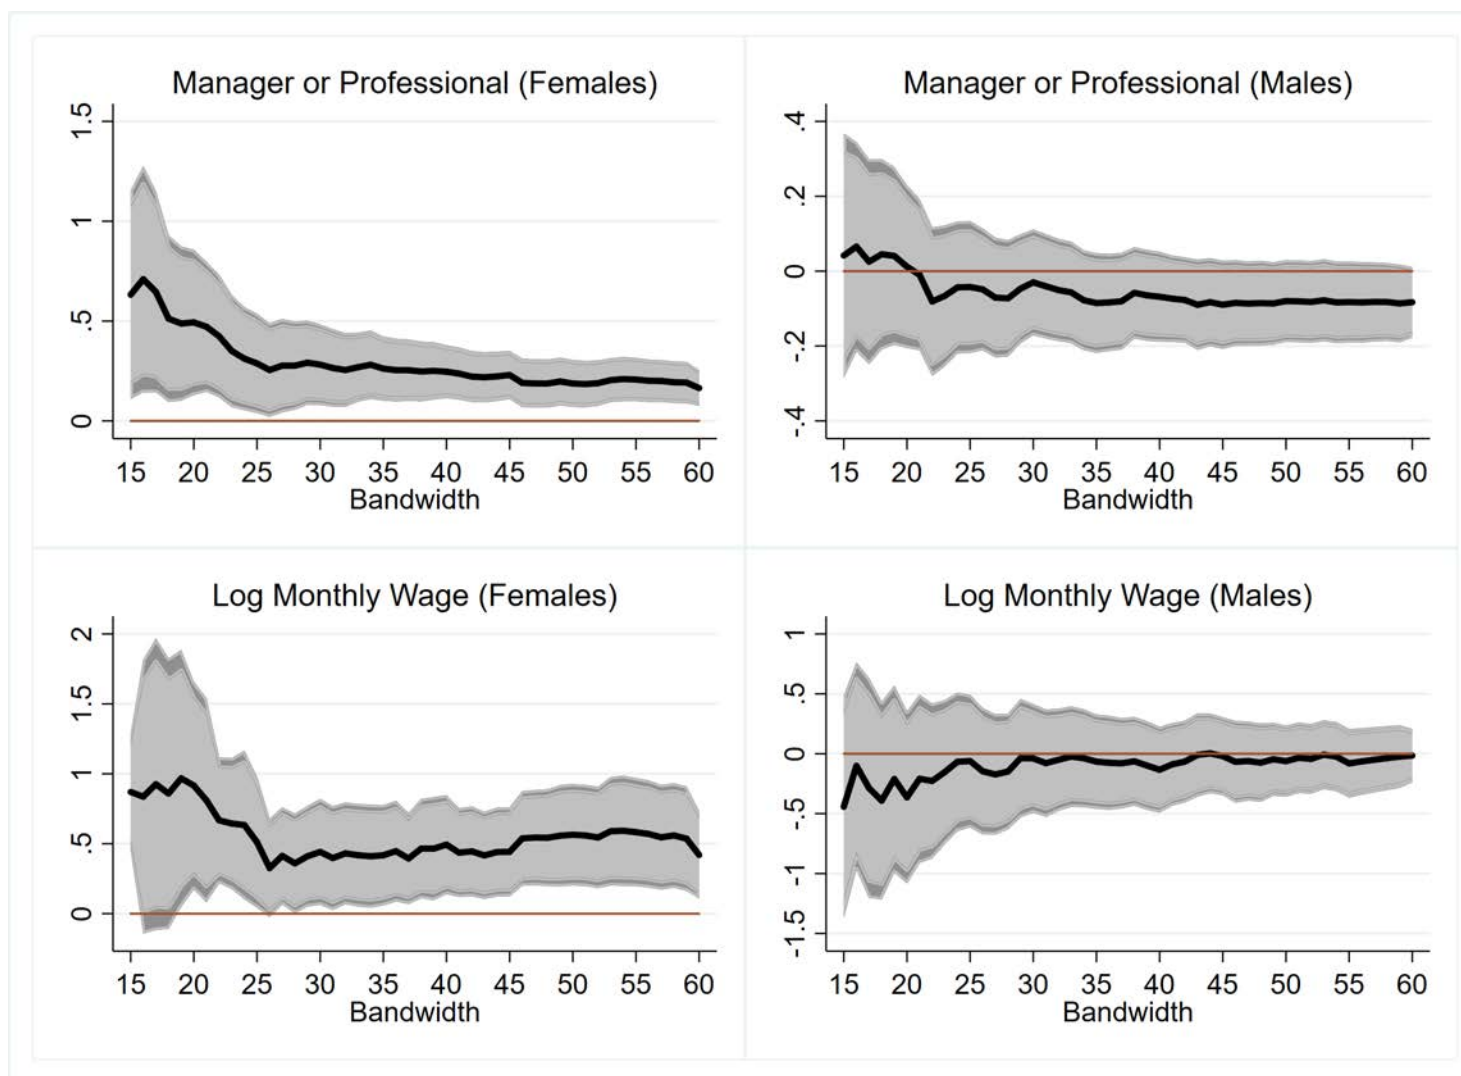 Manager or Professional (Females)
1.5
1
.5
0
15 20 25 30 35 40 45 50 55 60
Bandwidth
Manager or Professional (Males)
.4
.2
0
-.2
-.4
15 20 25 30 35 40 45 50 55 60
Bandwidth
Log Monthly Wage (Females)
2
1.5
1
.5
0
15 20 25 30 35 40 45 50 55 60
Bandwidth
Log Monthly Wage (Males)
1
.5
0
-.5
-1
-1.5
15 20 25 30 35 40 45 50 55 60
Bandwidth